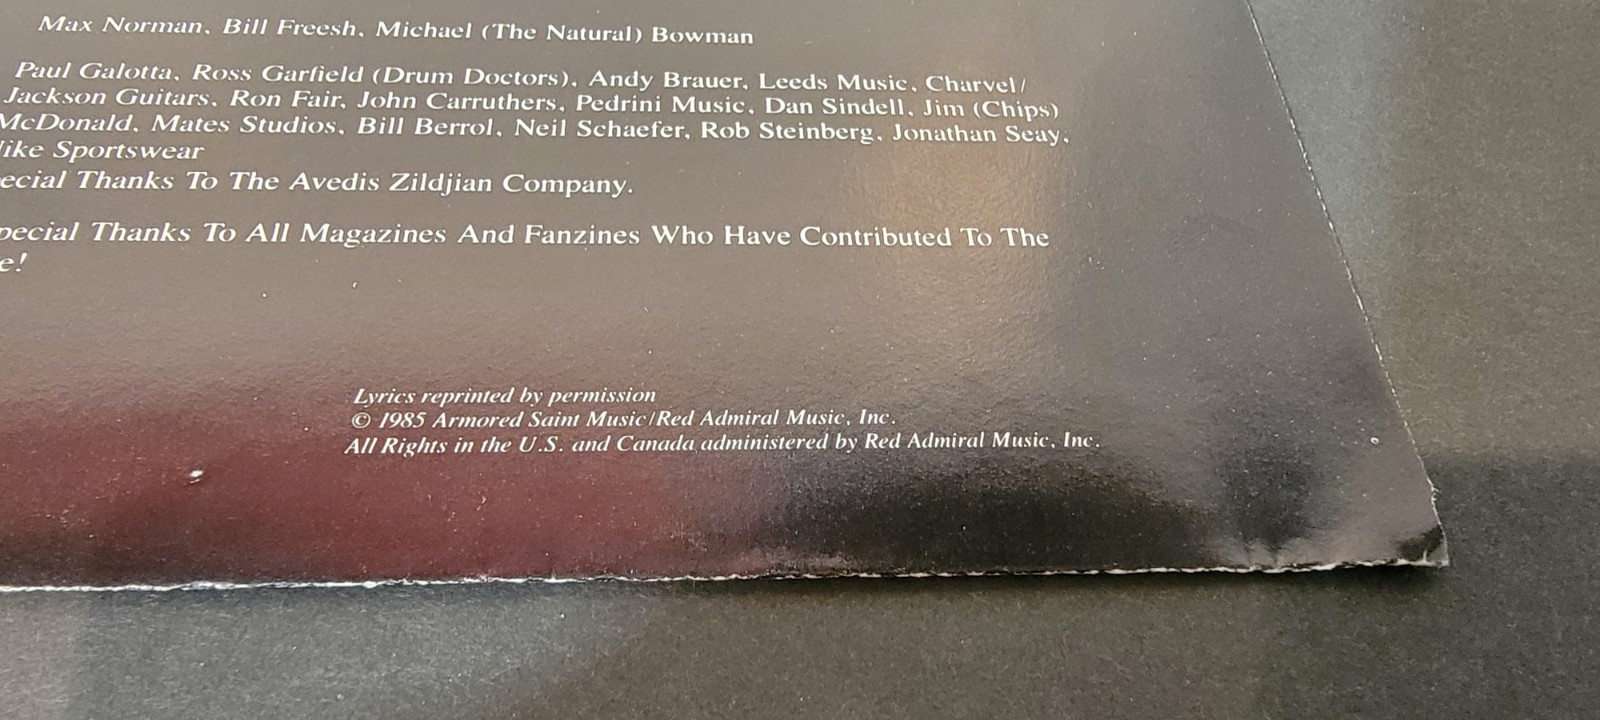 Max Norman, Bill Freesh, Michael (The Natural) Bowman
Paul Galotta, Ross Garfield (Drum Doctors), Andy Brauer, Leeds Music, Charvel/
Jackson Guitars, Ron Fair, John Carruthers, Pedrini Music, Dan Sindell, Jim (Chips)
McDonald, Mates Studios, Bill Berrol, Neil Schaefer, Rob Steinberg, Jonathan Seay,
ike Sportswear
ecial Thanks To The Avedis Zildjian Company.
pecial Thanks To All Magazines And Fanzines Who Have Contributed To The
e!
Lyrics reprinted by permission
© 1985 Armored Saint Music/Red Admiral Music, Inc.
All Rights in the U.S. and Canada administered by Red Admiral Music, Inc.